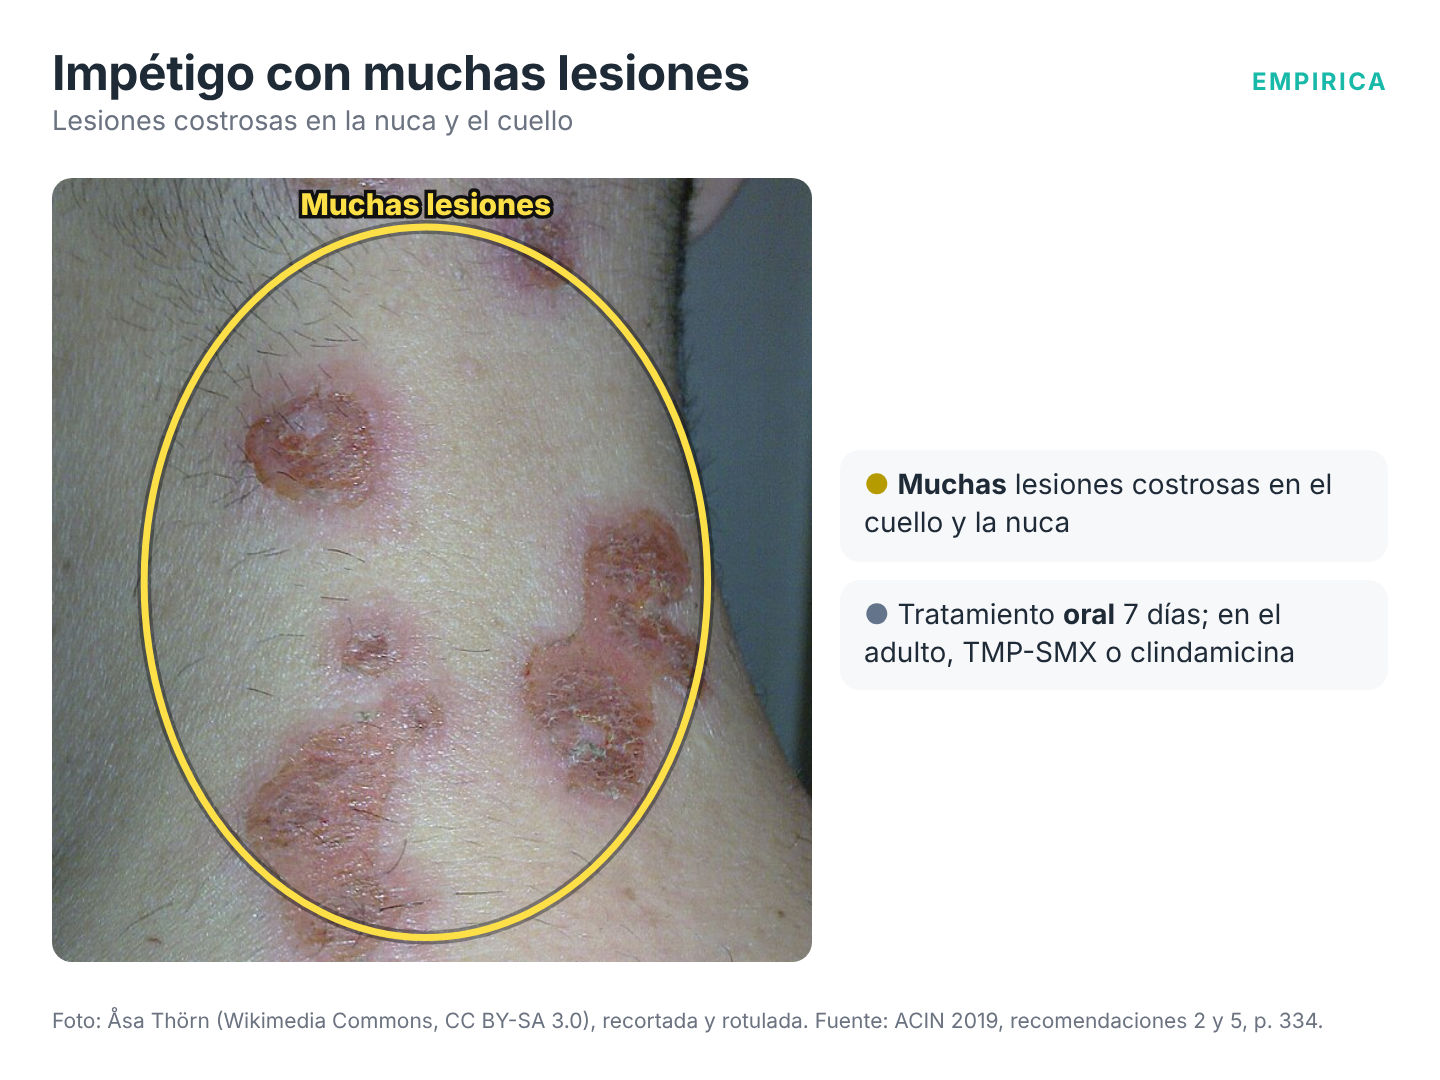 Impétigo con muchas lesiones
EMPIRICA
Lesiones costrosas en la nuca y el cuello
Muchas lesiones
Muchas lesiones costrosas en el
cuello y la nuca
Tratamiento oral 7 días; en el
adulto, TMP-SMX o clindamicina
Foto: Åsa Thörn (Wikimedia Commons, CC BY-SA 3.0), recortada y rotulada. Fuente: ACIN 2019, recomendaciones 2 y 5, p. 334.